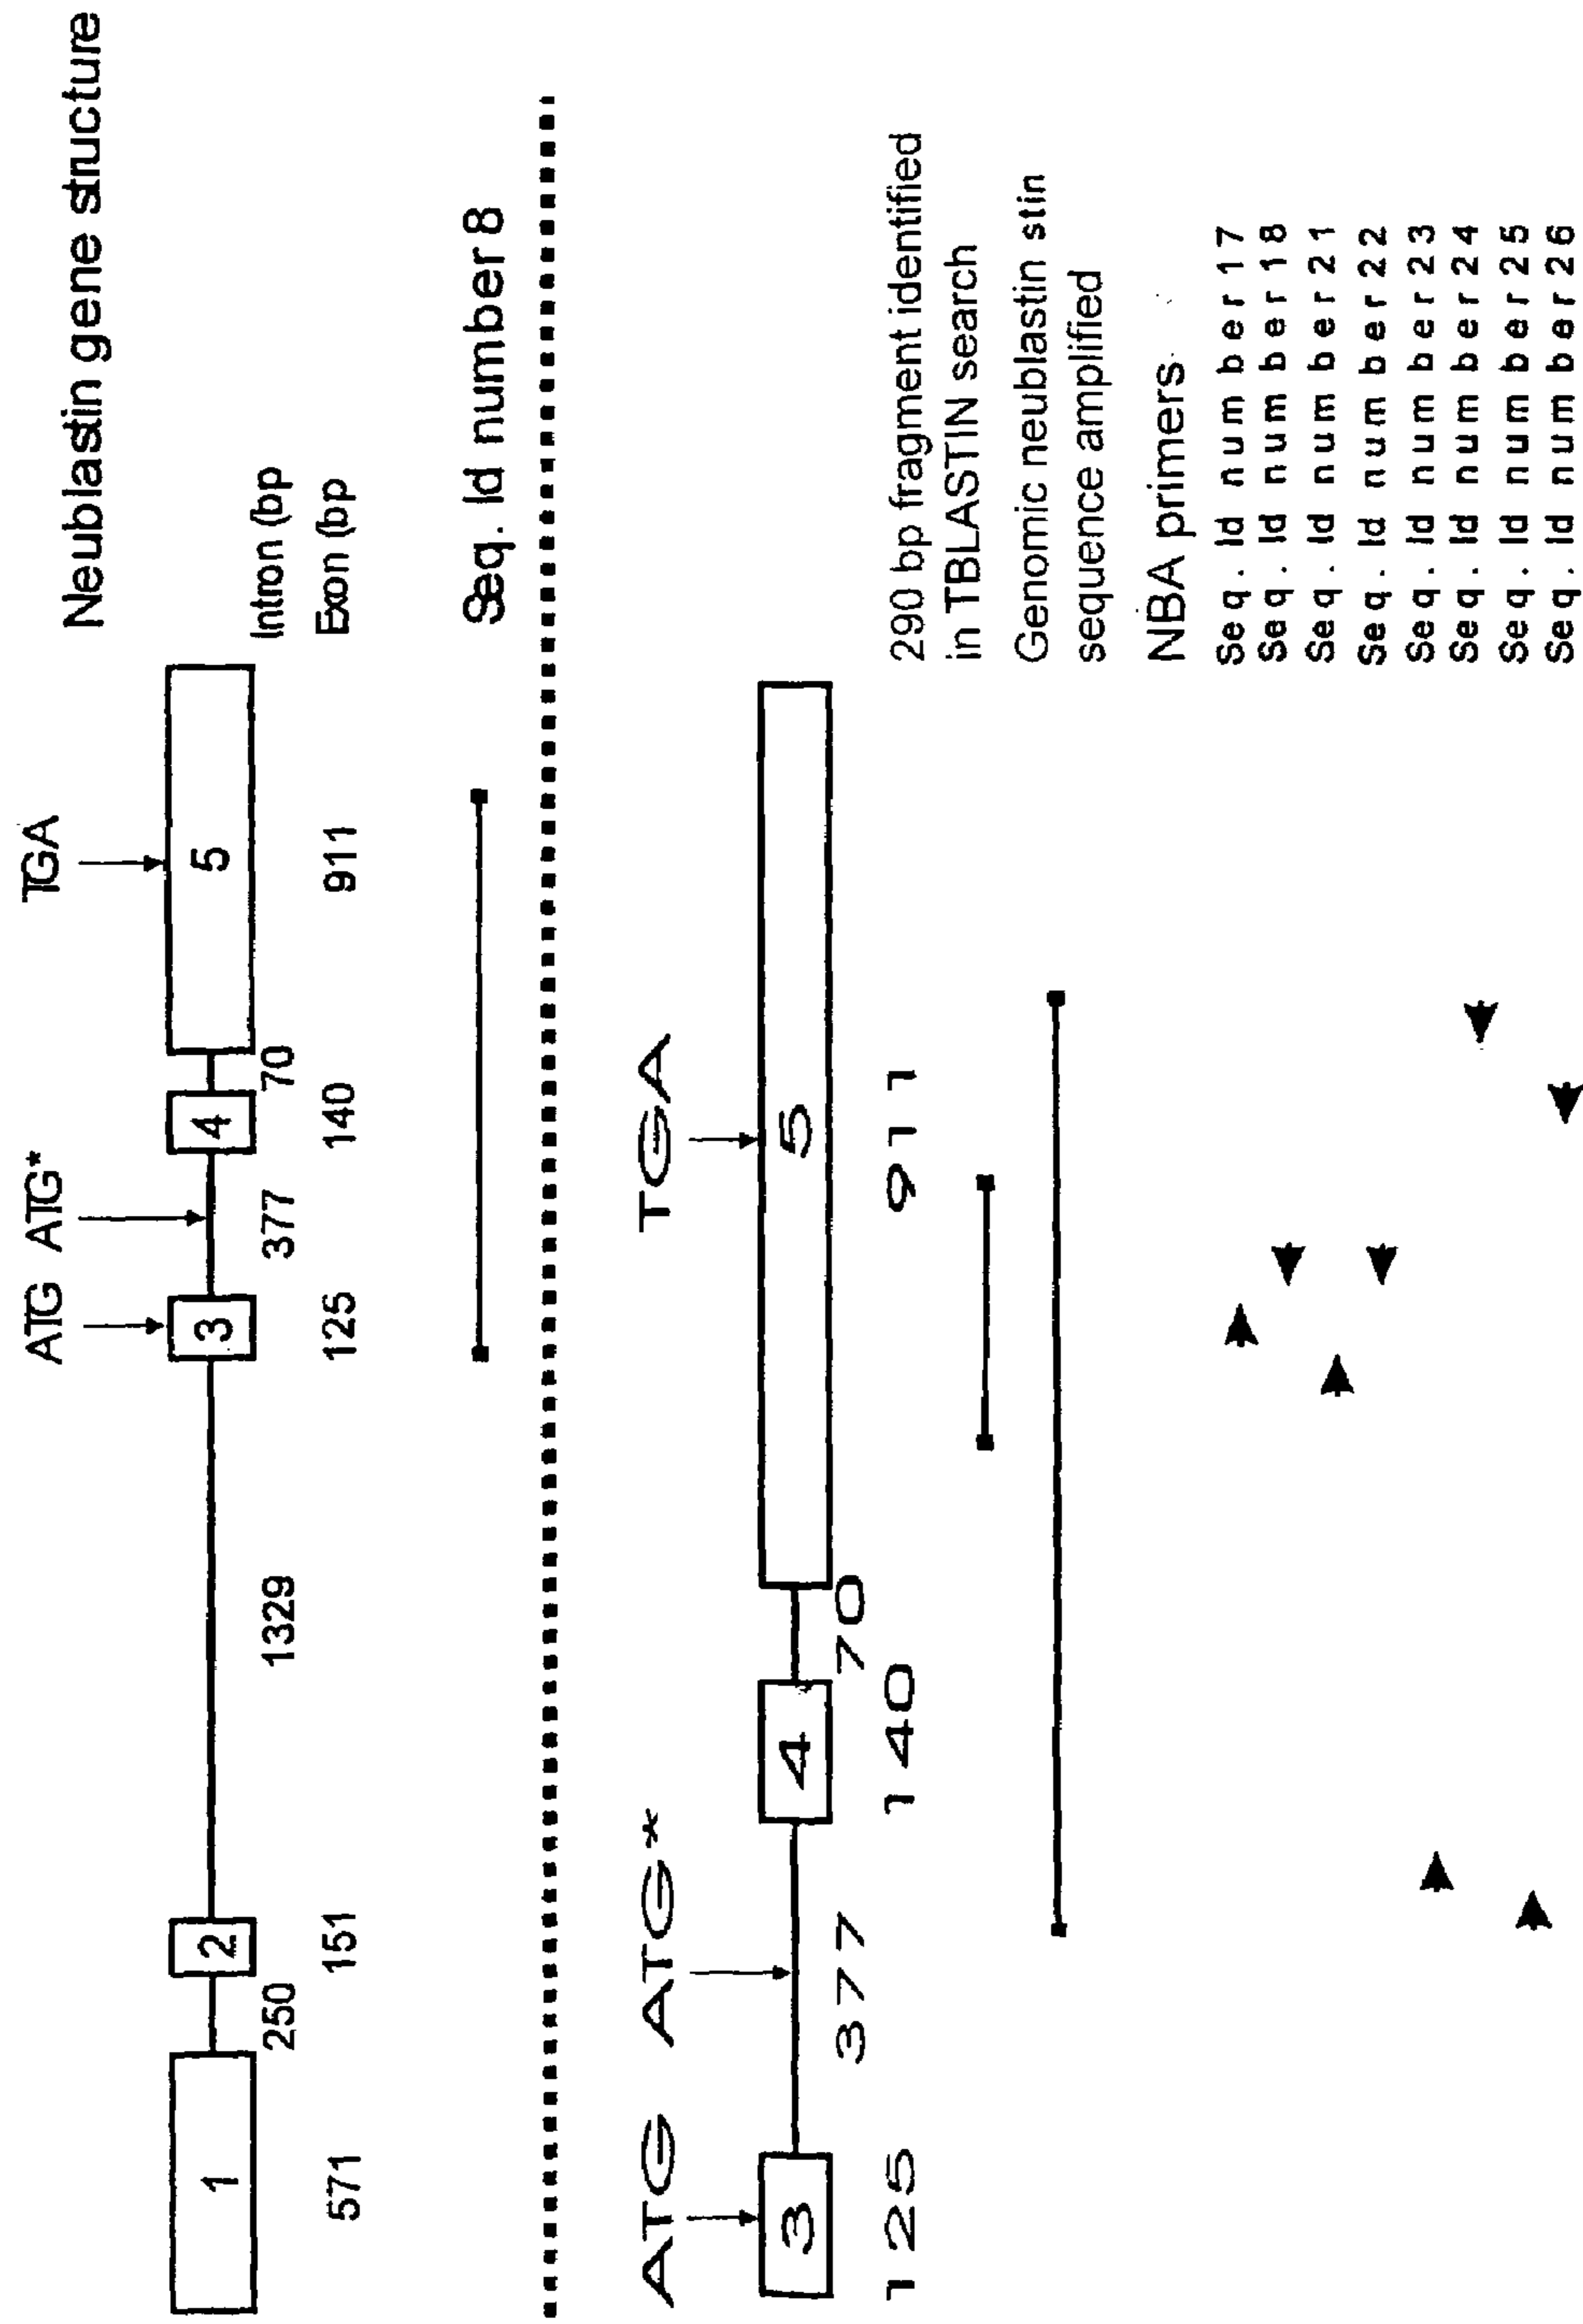 Neublastin gene structure
ATG ATG* TGA
1 2 3 4 5
250 1329 377 70 Intron (bp
571 151 125 140 911 Exon (bp
Seq. Id number 8
ATG ATG* TGA
3 4 5
377 70
125 140 911
290 bp fragment identified
in TBLASTIN search
Genomic neublastin stin
sequence amplified
NBA primers
Seq. Id number 17
Seq. Id number 18
Seq. Id number 21
Seq. Id number 22
Seq. Id number 23
Seq. Id number 24
Seq. Id number 25
Seq. Id number 26